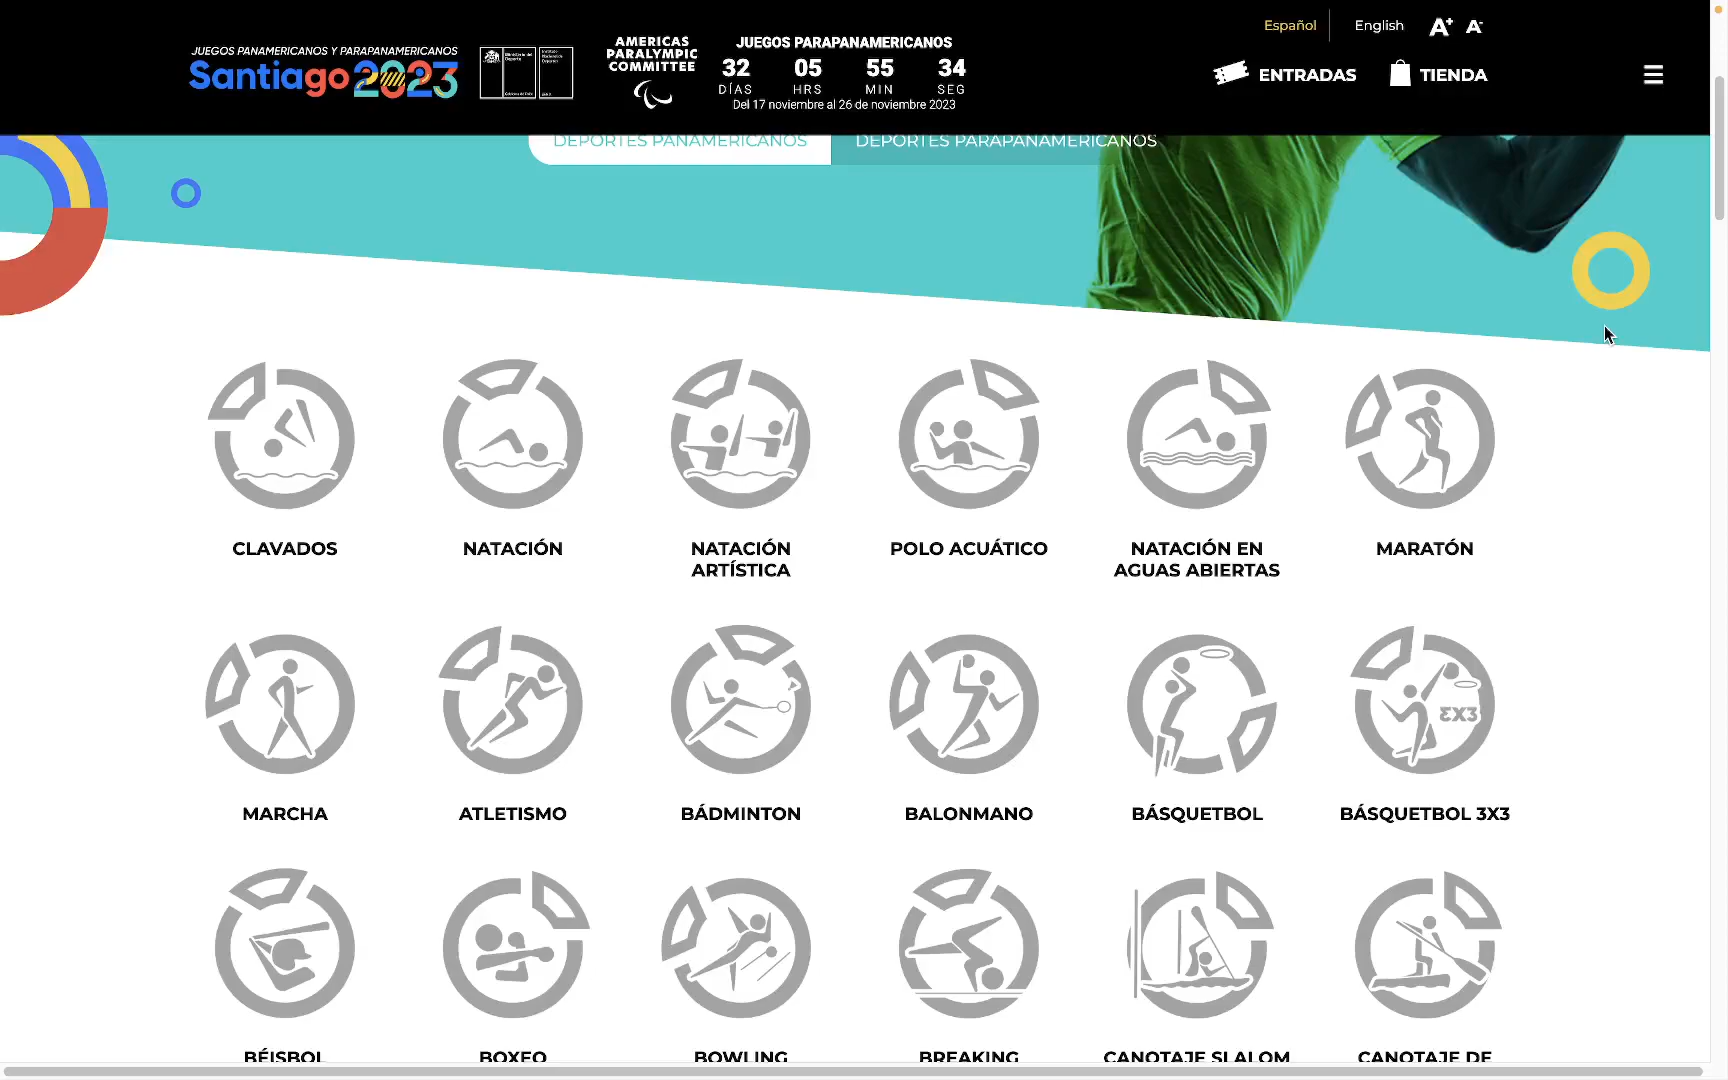 Español
English
A+ A-
JUEGOS PANAMERICANOS Y PARAPANAMERICANOS
Santiago 2023
AMERICAS
PARALYMPIC
COMMITTEE
JUEGOS PARAPANAMERICANOS
32 05 55 34
DÍAS HRS MIN SEG
Del 17 noviembre al 26 de noviembre 2023
ENTRADAS
TIENDA
DEPORTES PANAMERICANOS
DEPORTES PARAPANAMERICANOS
CLAVADOS
NATACIÓN
NATACIÓN
ARTÍSTICA
POLO ACUÁTICO
NATACIÓN EN
AGUAS ABIERTAS
MARATÓN
3X3
MARCHA
ATLETISMO
BÁDMINTON
BALONMANO
BÁSQUETBOL
BÁSQUETBOL 3X3
BÉISBOL
BOXEO
BOWLING
BREAKING
CANOTAJE SLALOM
CANOTAJE DE